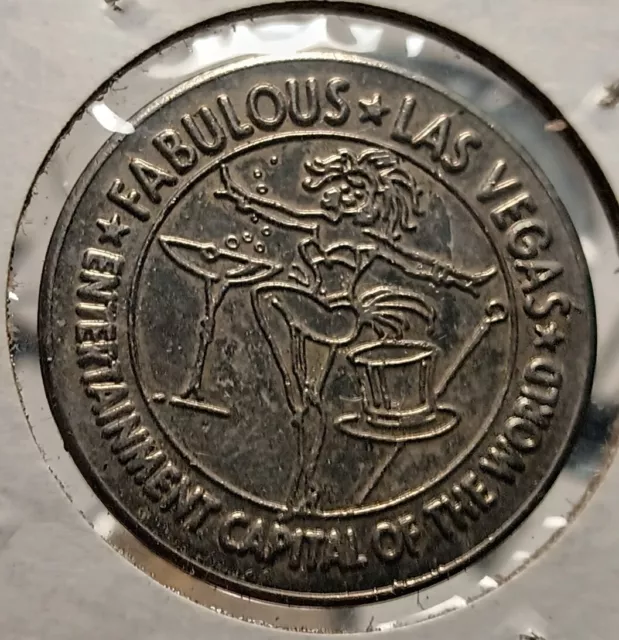 FABULOUS ★ LAS VEGAS ★
ENTERTAINMENT CAPITAL OF THE WORLD ★